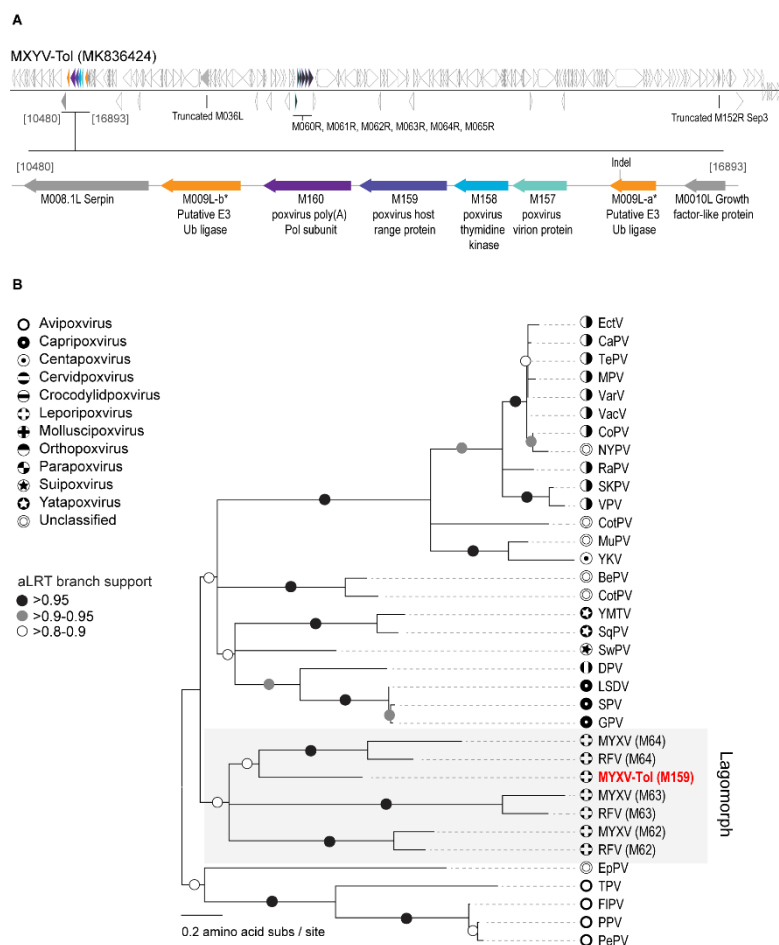 A
MXYV-Tol (MK836424)
[10480]
[16893]
Truncated M036L
M060R, M061R, M062R, M063R, M064R, M065R
Truncated M152R Sep3
[10480]
Indel
[16893]
M008.1L Serpin
M009L-b*
Putative E3
Ub ligase
M160
poxvirus poly(A)
Pol subunit
M159
poxvirus host
range protein
M158
poxvirus
thymidine
kinase
M157
poxvirus
virion protein
M009L-a*
Putative E3
Ub ligase
M0010L Growth
factor-like protein
B
Avipoxvirus
Capripoxvirus
Centapoxvirus
Cervidpoxvirus
Crocodylidpoxvirus
Leporipoxvirus
Molluscipoxvirus
Orthopoxvirus
Parapoxvirus
Suipoxvirus
Yatapoxvirus
Unclassified
aLRT branch support
>0.95
>0.9-0.95
>0.8-0.9
EctV
CaPV
TePV
MPV
VarV
VacV
CoPV
NYPV
RaPV
SKPV
VPV
CotPV
MuPV
YKV
BePV
CotPV
YMTV
SqPV
SwPV
DPV
LSDV
SPV
GPV
MYXV (M64)
RFV (M64)
MYXV-Tol (M159)
MYXV (M63)
RFV (M63)
MYXV (M62)
RFV (M62)
Lagomorph
EpPV
TPV
FlPV
PPV
PePV
0.2 amino acid subs / site